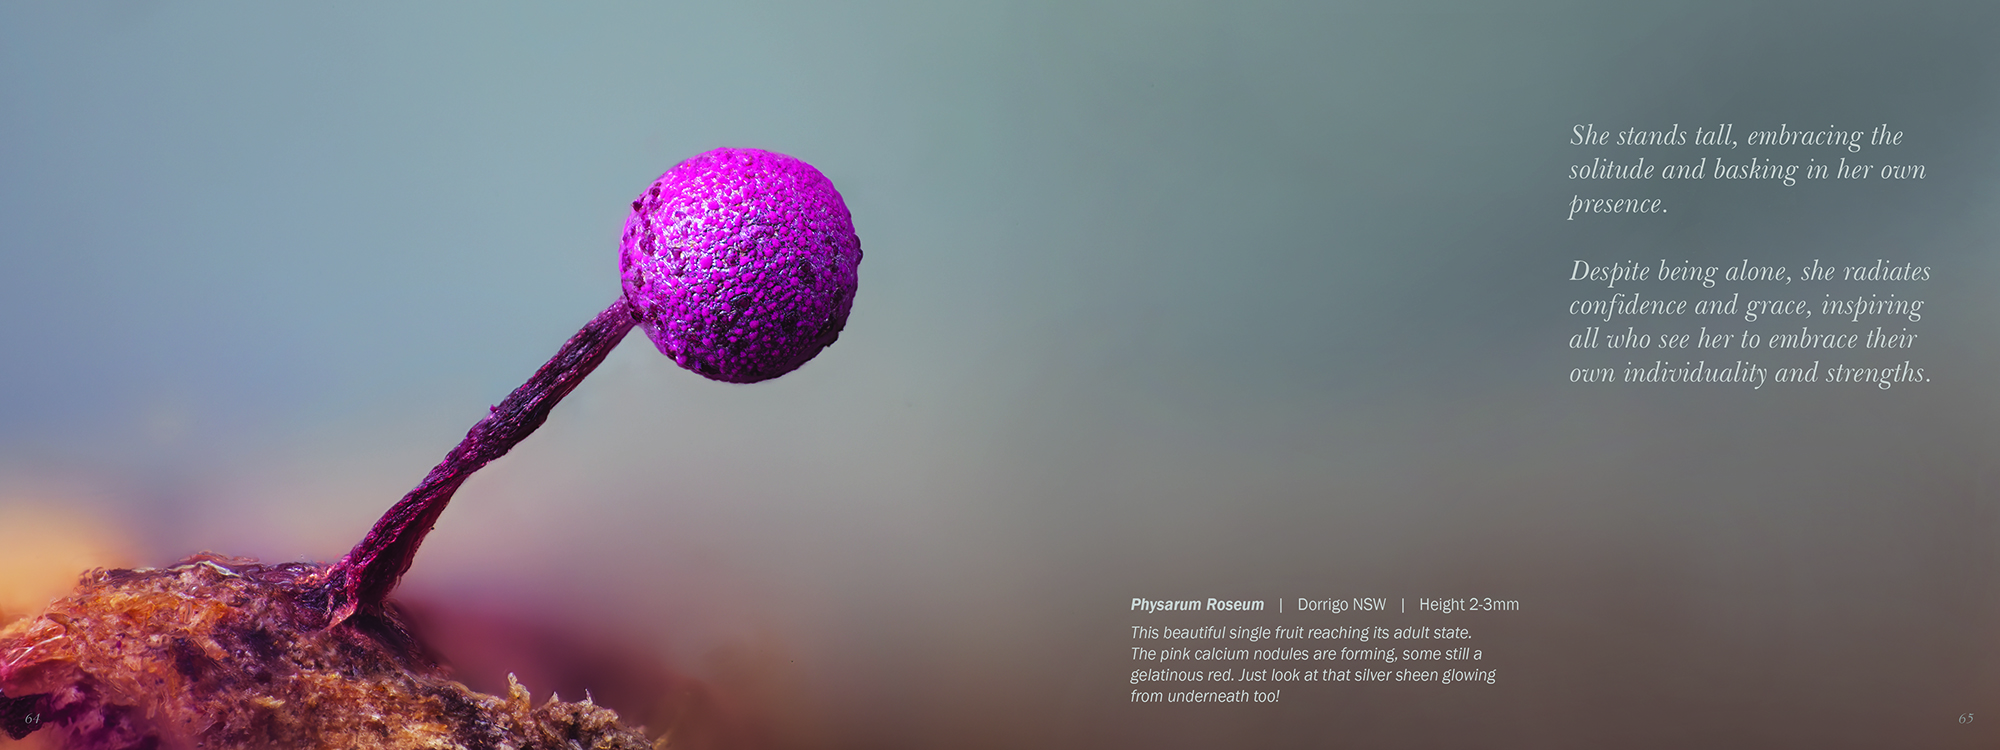 She stands tall, embracing the
solitude and basking in her own
presence.
Despite being alone, she radiates
confidence and grace, inspiring
all who see her to embrace their
own individuality and strengths.
Physarum Roseum | Dorrigo NSW | Height 2-3mm
This beautiful single fruit reaching its adult state.
The pink calcium nodules are forming, some still a
gelatinous red. Just look at that silver sheen glowing
from underneath too!
64
65